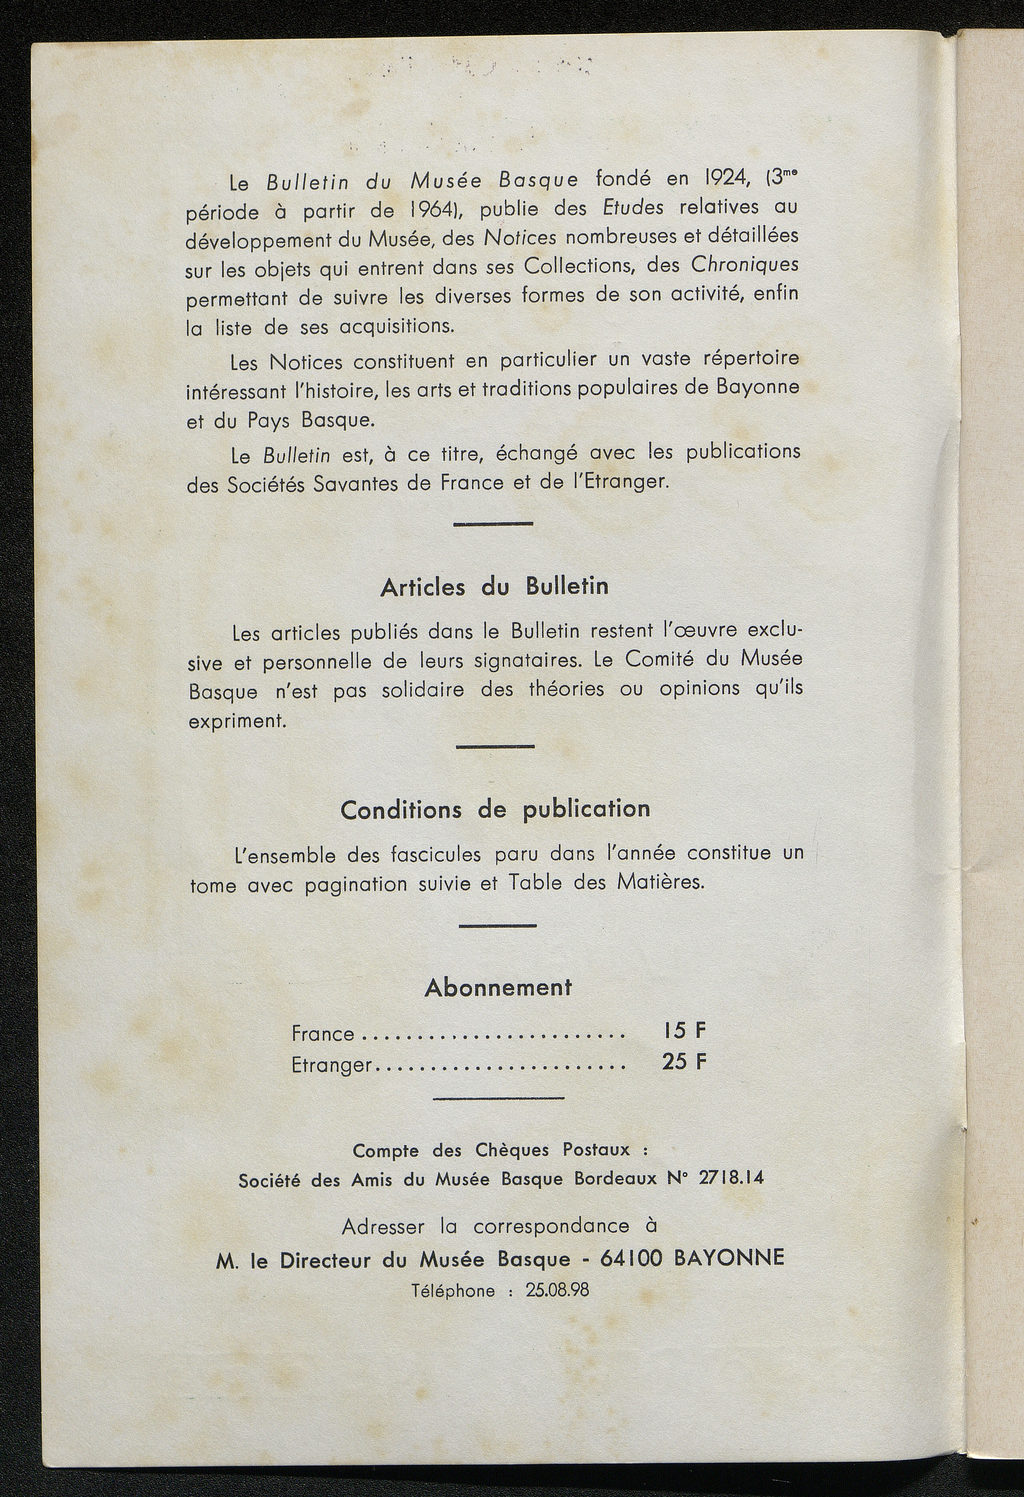 Le Bulletin du Musée Basque fondé en 1924, (3me
période à partir de 1964), publie des Etudes relatives au
développement du Musée, des Notices nombreuses et détaillées
sur les objets qui entrent dans ses Collections, des Chroniques
permettant de suivre les diverses formes de son activité, enfin
la liste de ses acquisitions.
Les Notices constituent en particulier un vaste répertoire
intéressant l'histoire, les arts et traditions populaires de Bayonne
et du Pays Basque.
Le Bulletin est, à ce titre, échangé avec les publications
des Sociétés Savantes de France et de l'Etranger.
Articles du Bulletin
Les articles publiés dans le Bulletin restent l'œuvre exclu-
sive et personnelle de leurs signataires. Le Comité du Musée
Basque n'est pas solidaire des théories ou opinions qu'ils
expriment.
Conditions de publication
L'ensemble des fascicules paru dans l'année constitue un
tome avec pagination suivie et Table des Matières.
Abonnement
France ........................ 15 F
Etranger....................... 25 F
Compte des Chèques Postaux :
Société des Amis du Musée Basque Bordeaux N° 2718.14
Adresser la correspondance à
M. le Directeur du Musée Basque - 64100 BAYONNE
Téléphone : 25.08.98